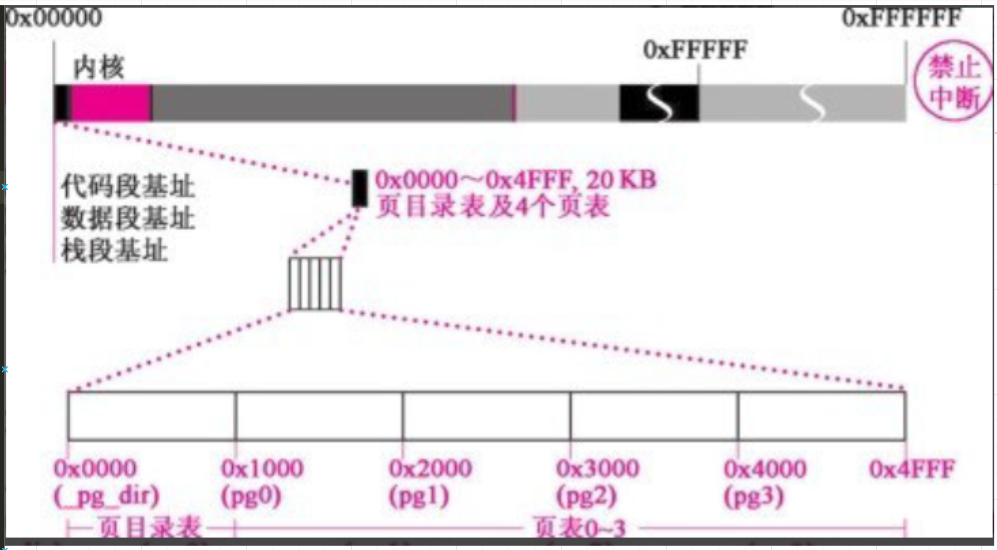 0x00000
0xFFFFFF
0xFFFFF
内核
禁止
中断
代码段基址
数据段基址
栈段基址
0x0000～0x4FFF, 20 KB
页目录表及4个页表
0x0000
(_pg_dir)
0x1000
(pg0)
0x2000
(pg1)
0x3000
(pg2)
0x4000
(pg3)
0x4FFF
页目录表
页表0~3